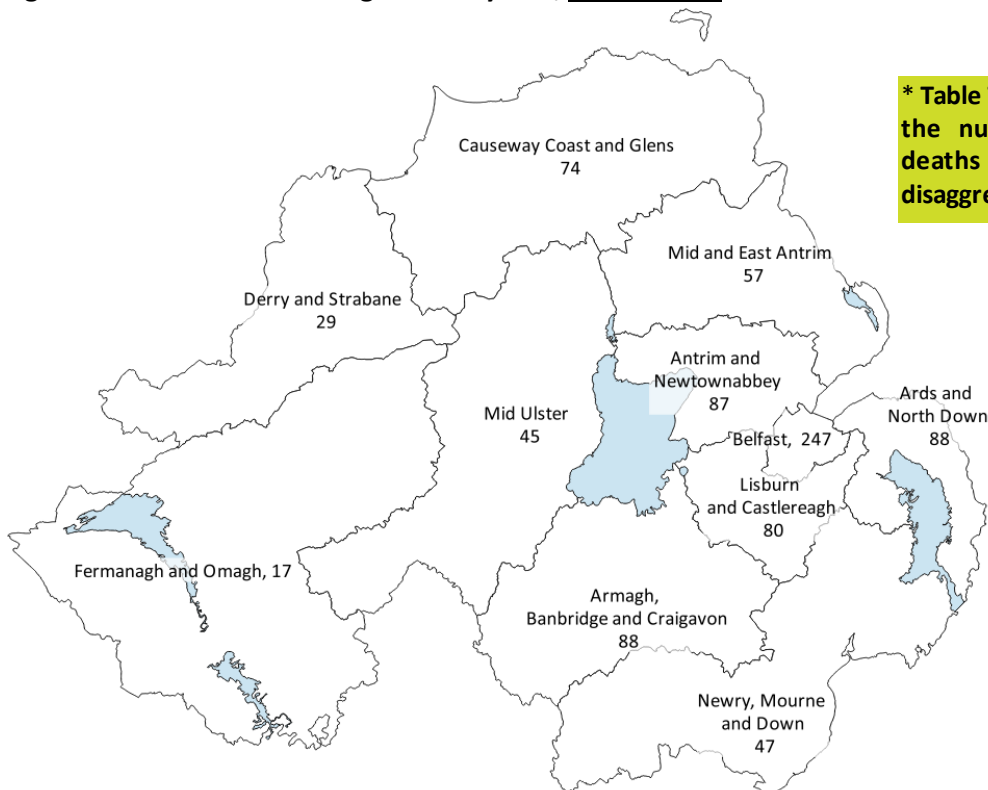 * Table
the nu
deaths
disaggre
Causeway Coast and Glens
74
Mid and East Antrim
57
Derry and Strabane
29
Antrim and
Newtownabbey
87
Ards and
North Down
88
Mid Ulster
45
Belfast, 247
Lisburn
and Castlereagh
80
Fermanagh and Omagh, 17
Armagh,
Banbridge and Craigavon
88
Newry, Mourne
and Down
47